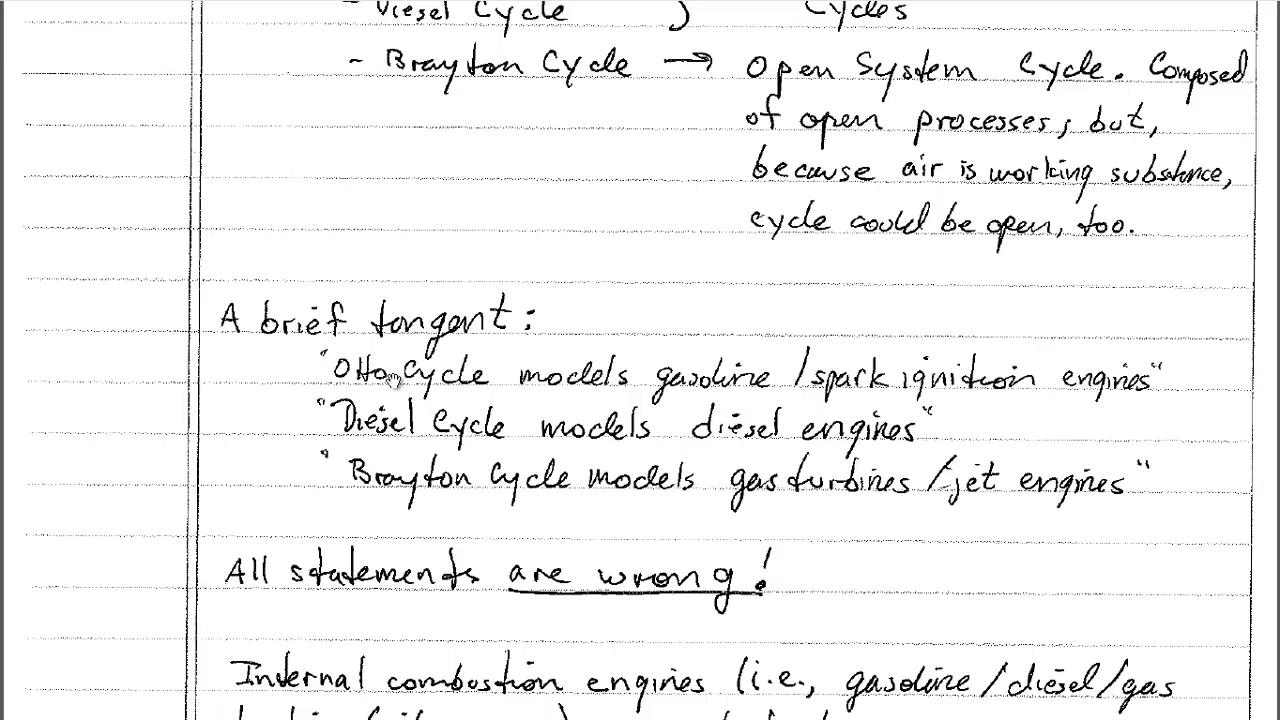 - Diesel Cycle } Cycles
- Brayton Cycle → Open System Cycle. Composed
of open processes, but,
because air is working substance,
cycle could be open, too.
A brief tangent:
"Otto Cycle models gasoline/spark ignition engines"
"Diesel Cycle models diesel engines"
"Brayton Cycle models gas turbines/jet engines"
All statements are wrong!
Internal combustion engines (i.e., gasoline/diesel/gas